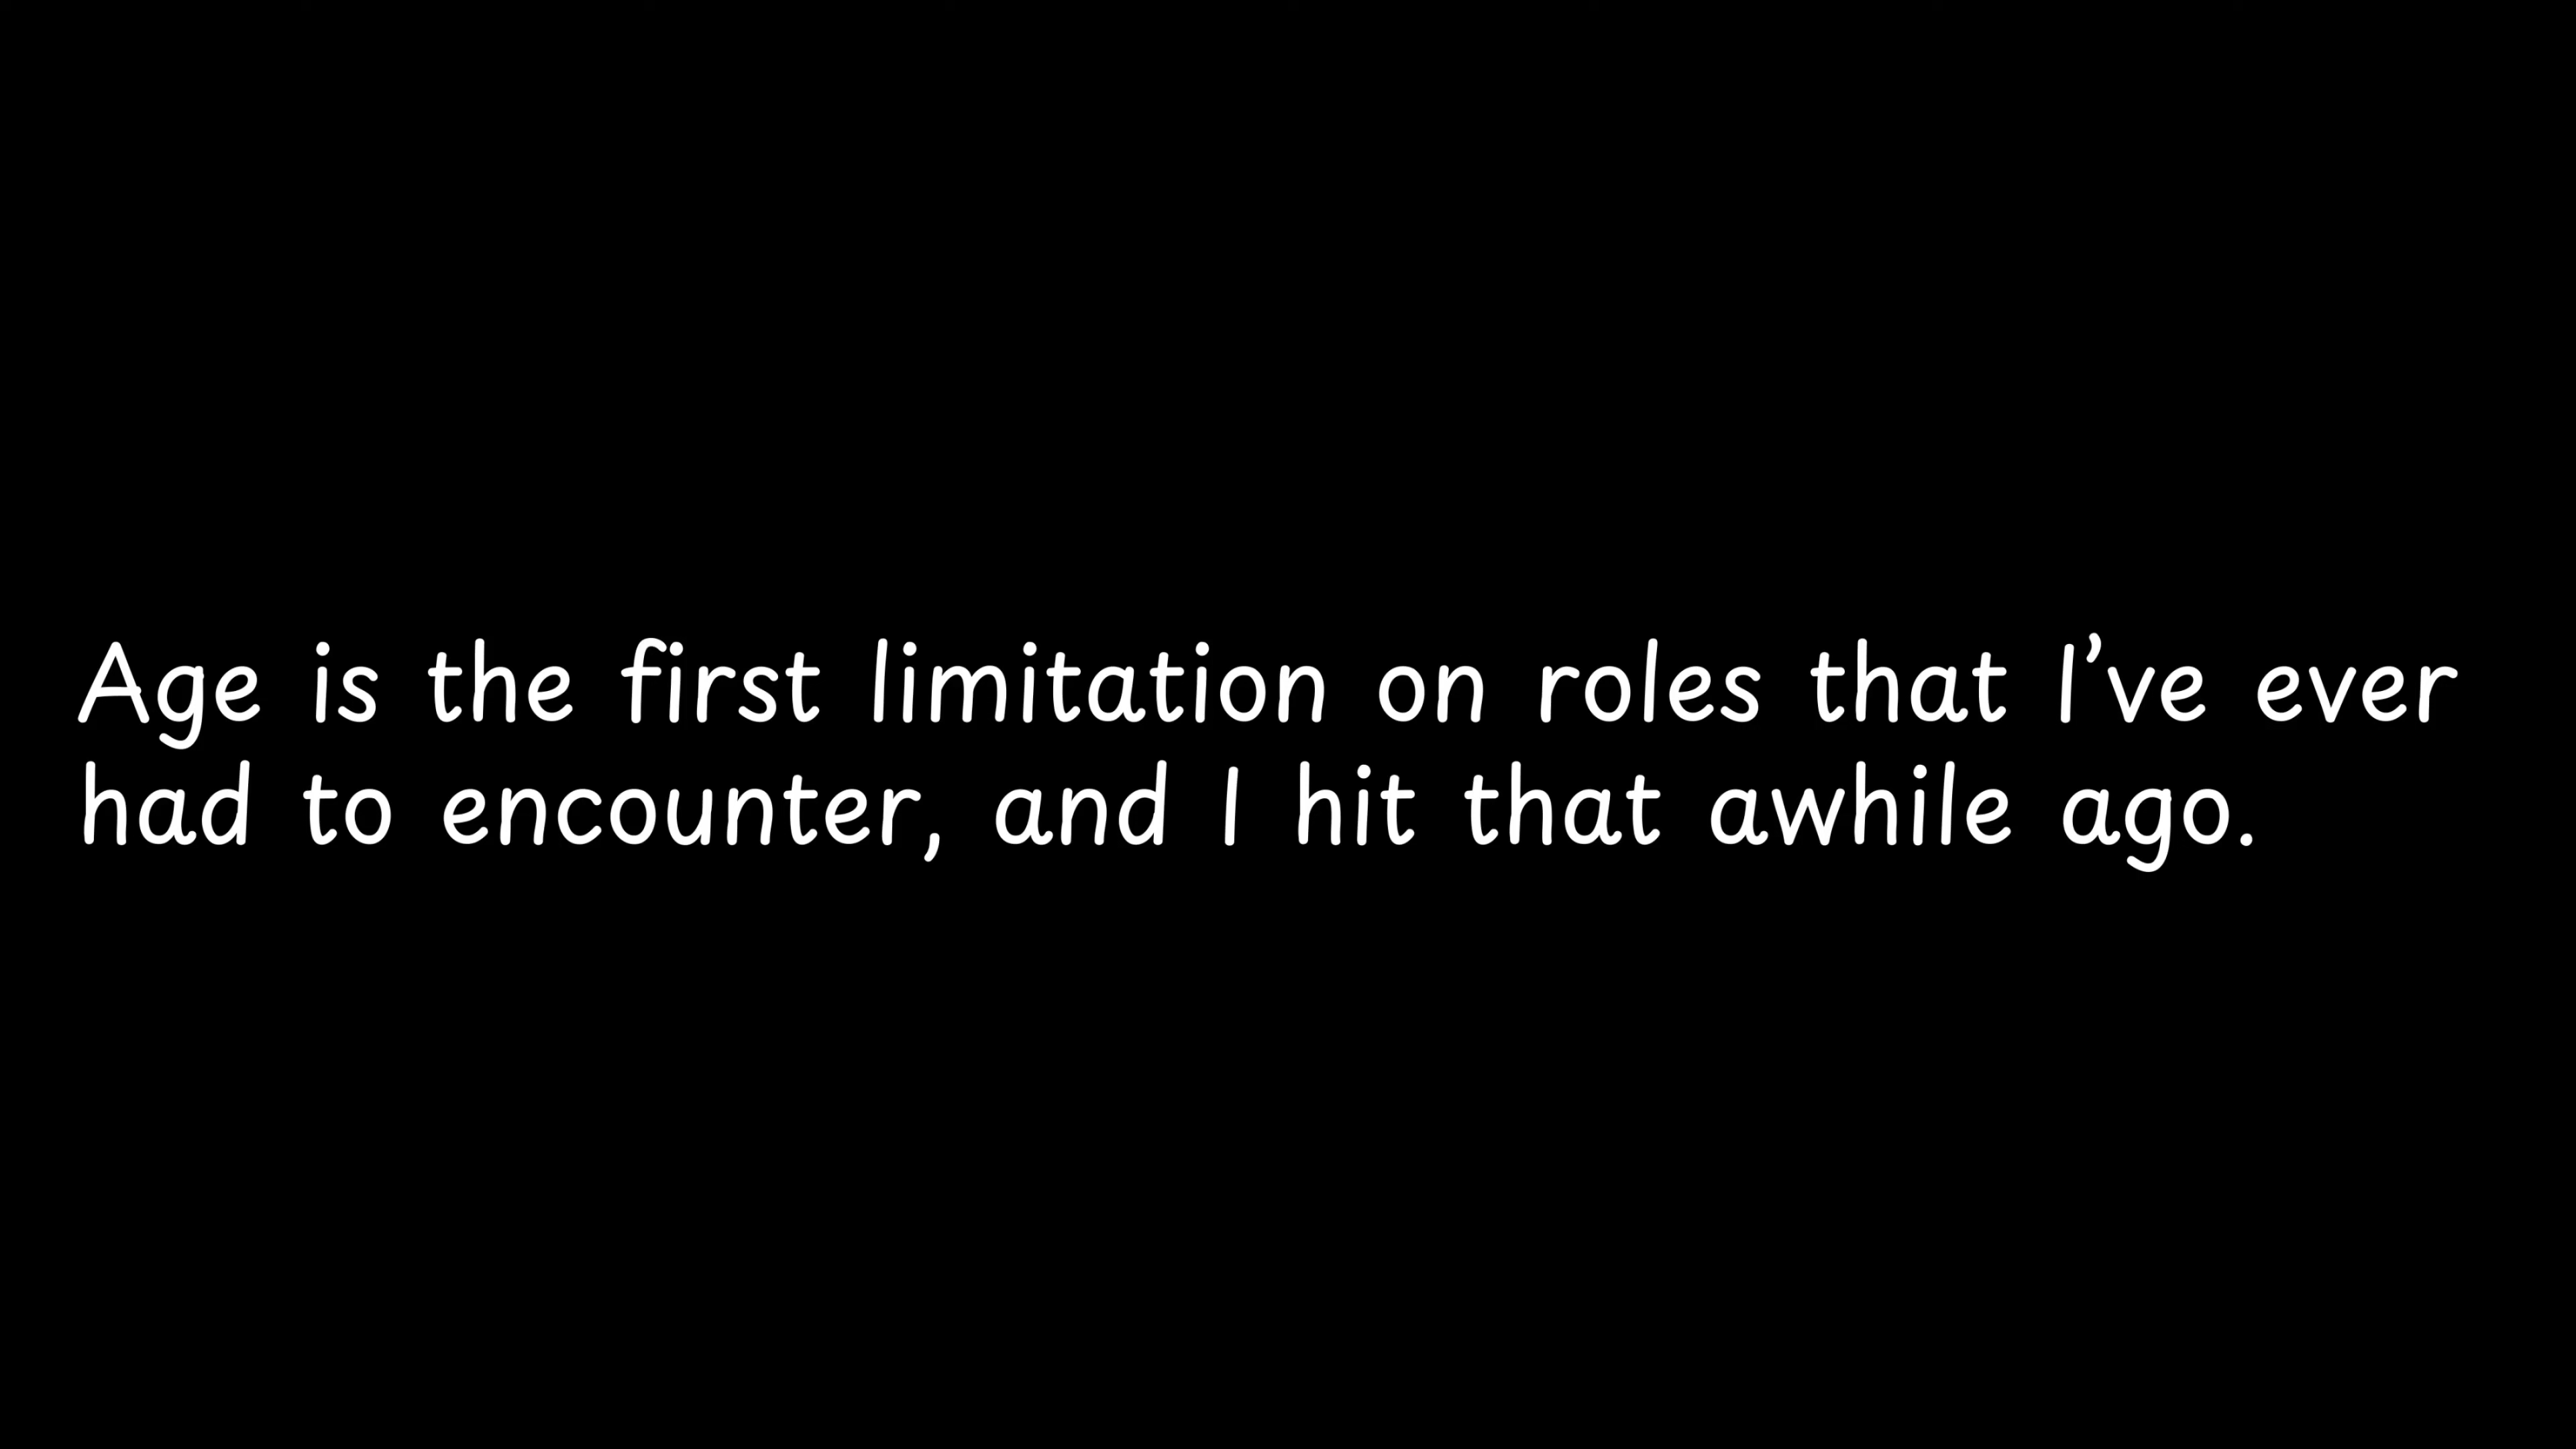 Age is the first limitation on roles that I’ve ever
had to encounter, and I hit that awhile ago.